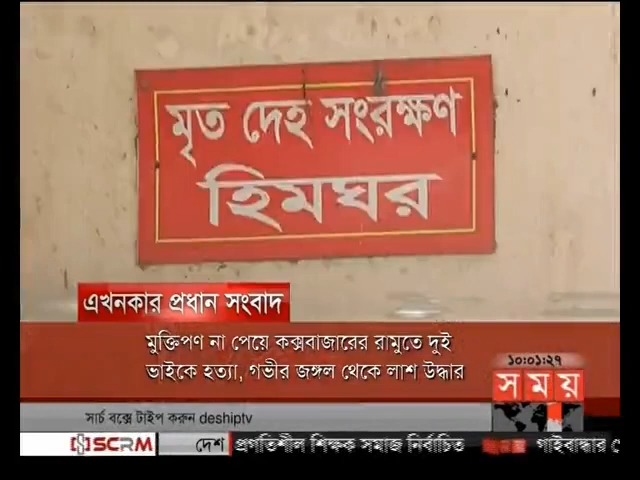 মৃত দেহ সংরক্ষণ
হিমঘর
এখনকার প্রধান সংবাদ
মুক্তিপণ না পেয়ে কক্সবাজারের রামুতে দুই
ভাইকে হত্যা, গভীর জঙ্গল থেকে লাশ উদ্ধার
১০:০১:২৭
সময়
সার্চ বক্সে টাইপ করুন deshiptv
SCRM দেশ প্রগতিশীল শিক্ষক সমাজ নির্বাচিত গাইবান্ধার